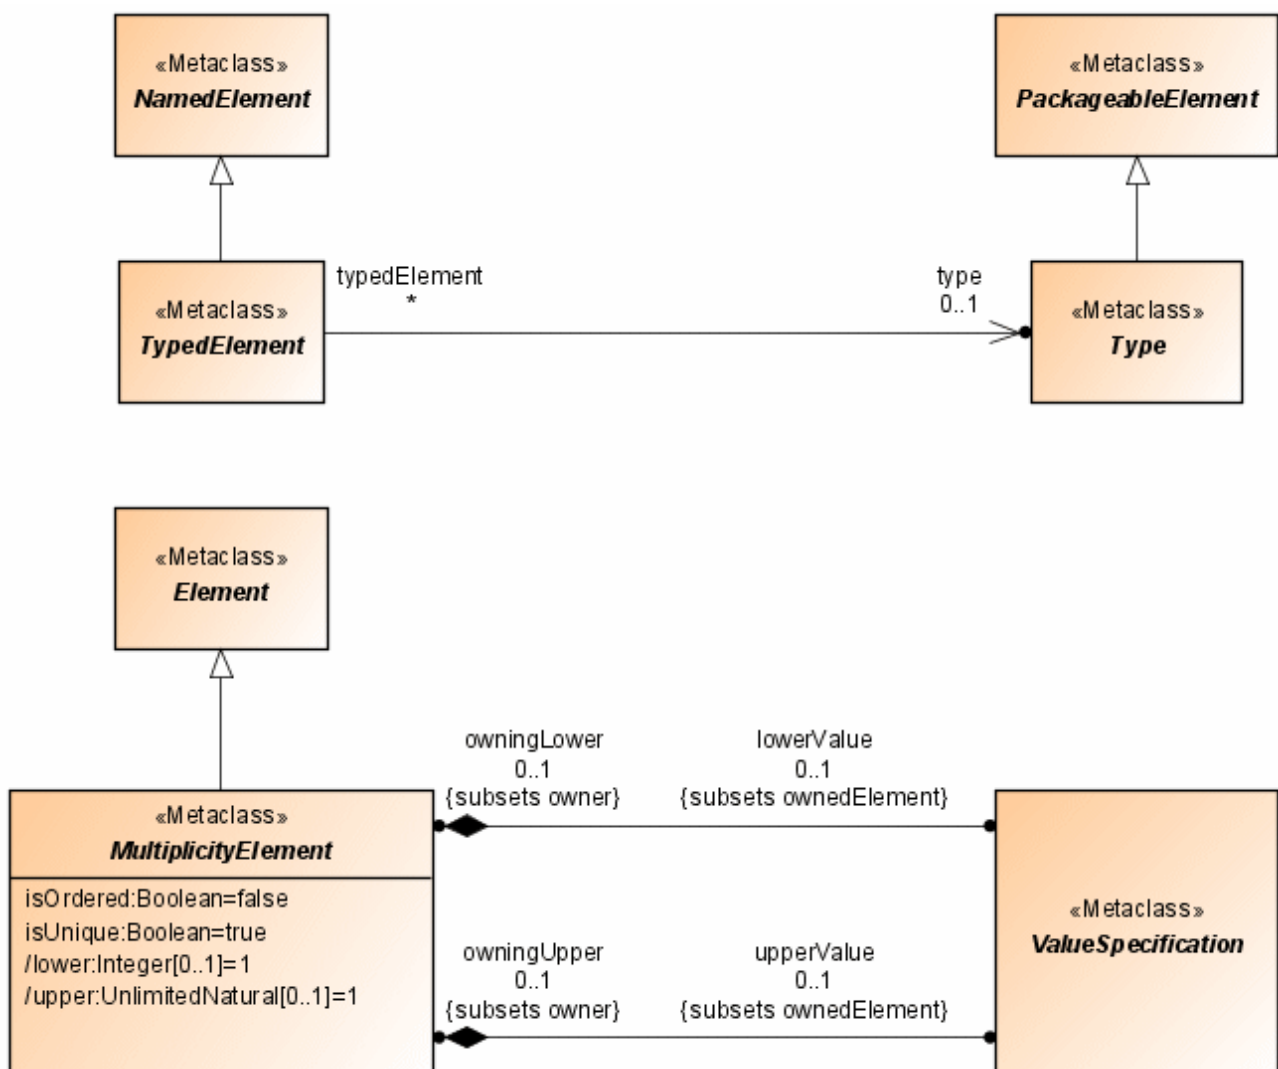 «Metaclass»
NamedElement
«Metaclass»
PackageableElement
«Metaclass»
TypedElement
typedElement
*
type
0..1
«Metaclass»
Type
«Metaclass»
Element
«Metaclass»
MultiplicityElement
isOrdered:Boolean=false
isUnique:Boolean=true
/lower:Integer[0..1]=1
/upper:UnlimitedNatural[0..1]=1
owningLower
0..1
{subsets owner}
lowerValue
0..1
{subsets ownedElement}
owningUpper
0..1
{subsets owner}
upperValue
0..1
{subsets ownedElement}
«Metaclass»
ValueSpecification